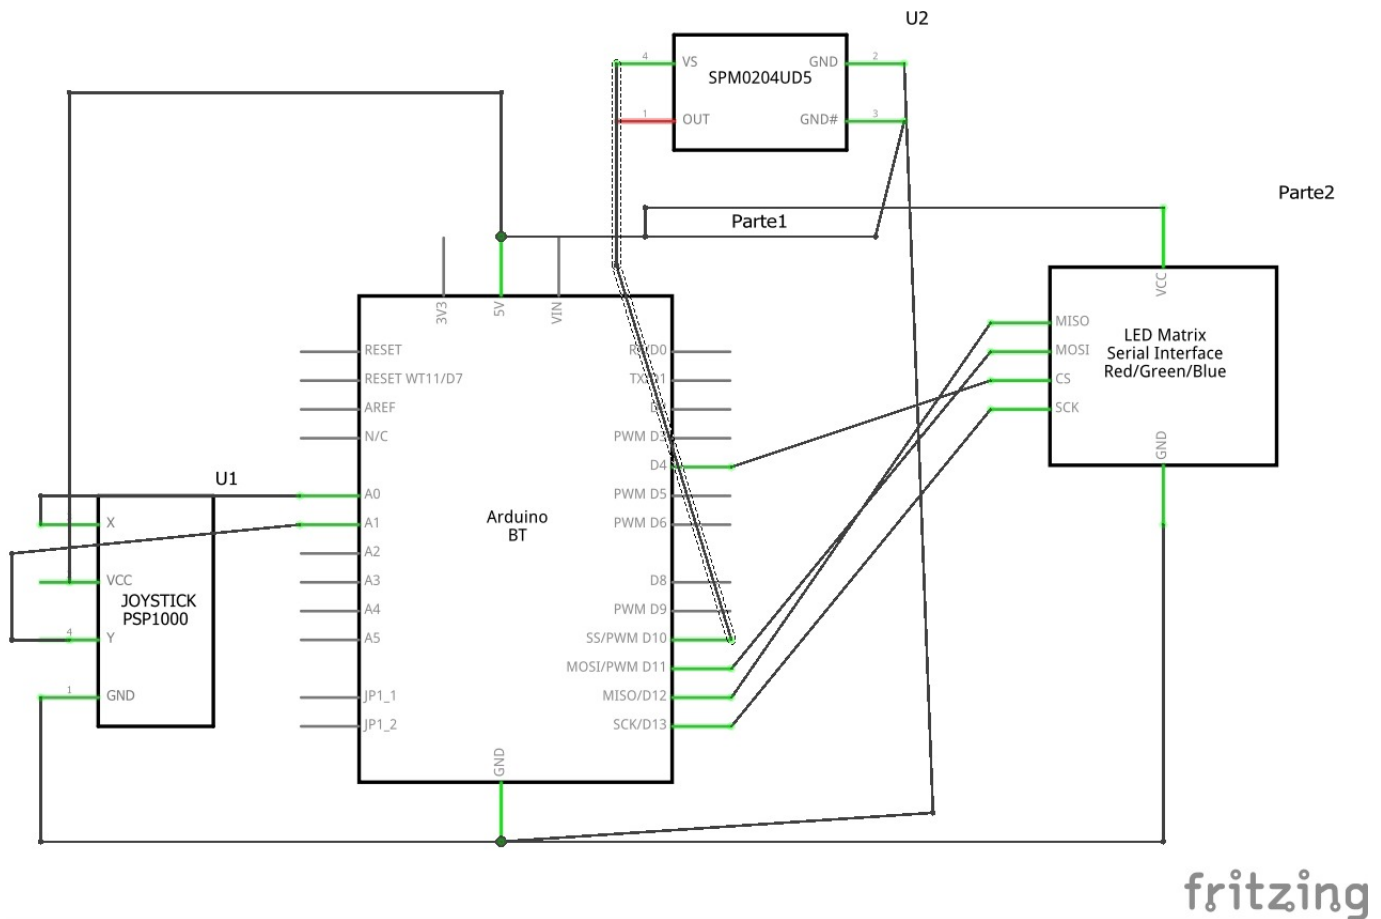 U2
4
VS
GND
2
SPM0204UD5
1
OUT
GND#
3
Parte2
Parte1
3V3
5V
VIN
VCC
RESET
RESET WT11/D7
TX
AREF
N/C
PWM D3
D4
PWM D5
PWM D6
D8
PWM D9
SS/PWM D10
MOSI/PWM D11
MISO/D12
SCK/D13
A0
A1
A2
A3
A4
A5
JP1_1
JP1_2
GND
Arduino
BT
MISO
MOSI
CS
SCK
LED Matrix
Serial Interface
Red/Green/Blue
GND
U1
X
VCC
JOYSTICK
PSP1000
4
Y
1
GND
fritzing